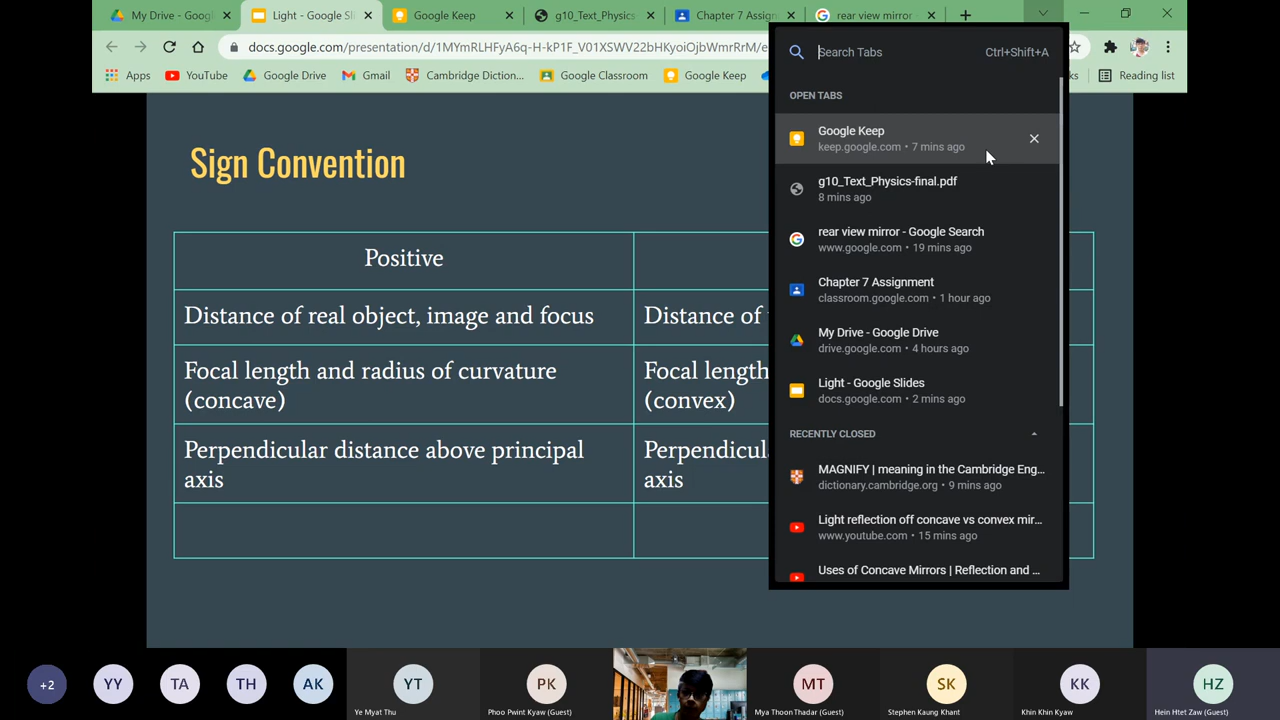 My Drive - Googl
Light - Google Sli
Google Keep
g10_Text_Physics
Chapter 7 Assign
rear view mirror
docs.google.com/presentation/d/1MYmRLHFyA6q-H-kP1F_V01XSWV22bHKyoiOjbWmrRrM/e
Apps
YouTube
Google Drive
Gmail
Cambridge Diction...
Google Classroom
Google Keep
Reading list
Search Tabs
Ctrl+Shift+A
OPEN TABS
Google Keep
keep.google.com • 7 mins ago
g10_Text_Physics-final.pdf
8 mins ago
rear view mirror - Google Search
www.google.com • 19 mins ago
Chapter 7 Assignment
classroom.google.com • 1 hour ago
My Drive - Google Drive
drive.google.com • 4 hours ago
Light - Google Slides
docs.google.com • 2 mins ago
RECENTLY CLOSED
MAGNIFY | meaning in the Cambridge Eng...
dictionary.cambridge.org • 9 mins ago
Light reflection off concave vs convex mir...
www.youtube.com • 15 mins ago
Uses of Concave Mirrors | Reflection and ...
Sign Convention
Positive
Distance of real object, image and focus
Distance of
Focal length and radius of curvature
(concave)
Focal length
(convex)
Perpendicular distance above principal
axis
Perpendicul
axis
+2
YY
TA
TH
AK
YT
Ye Myat Thu
PK
Phoo Pwint Kyaw (Guest)
MT
Mya Thoon Thadar (Guest)
SK
Stephen Kaung Khant
KK
Khin Khin Kyaw
HZ
Hein Htet Zaw (Guest)